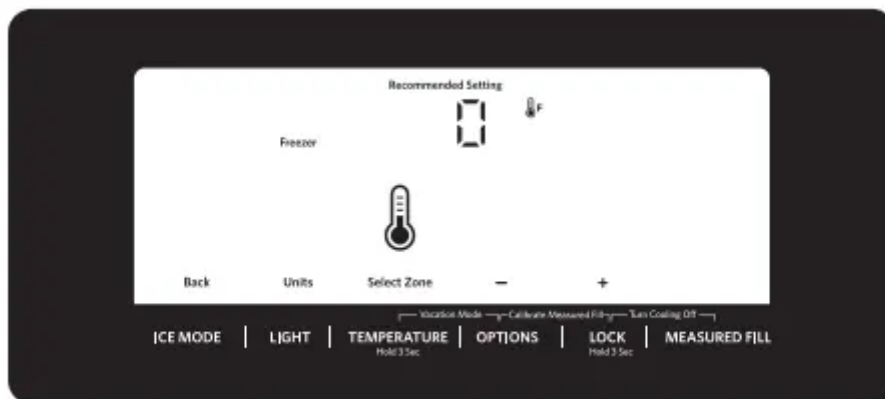 Recommended Setting
0 F
Freezer
Back Units Select Zone − +
Vacation Mode Calibrate Measured Fill Turn Cooling Off
ICE MODE LIGHT TEMPERATURE OPTIONS LOCK MEASURED FILL
Hold 3 Sec Hold 3 Sec